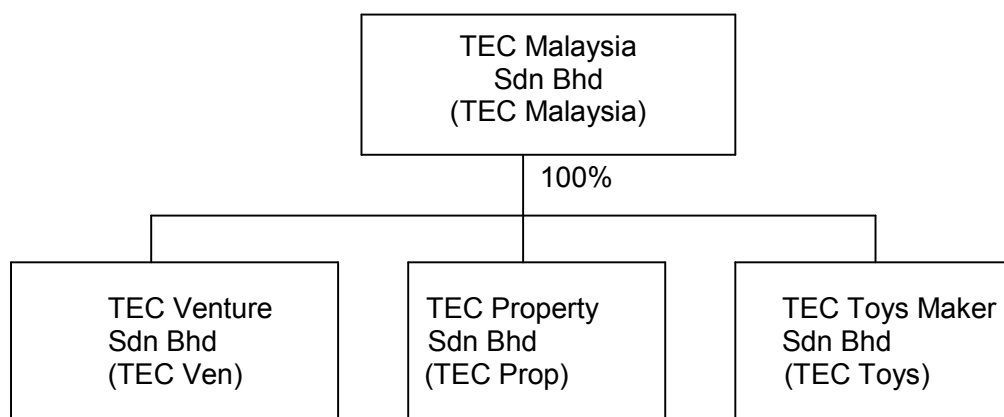 TEC Malaysia
Sdn Bhd
(TEC Malaysia)
100%
TEC Venture
Sdn Bhd
(TEC Ven)
TEC Property
Sdn Bhd
(TEC Prop)
TEC Toys Maker
Sdn Bhd
(TEC Toys)